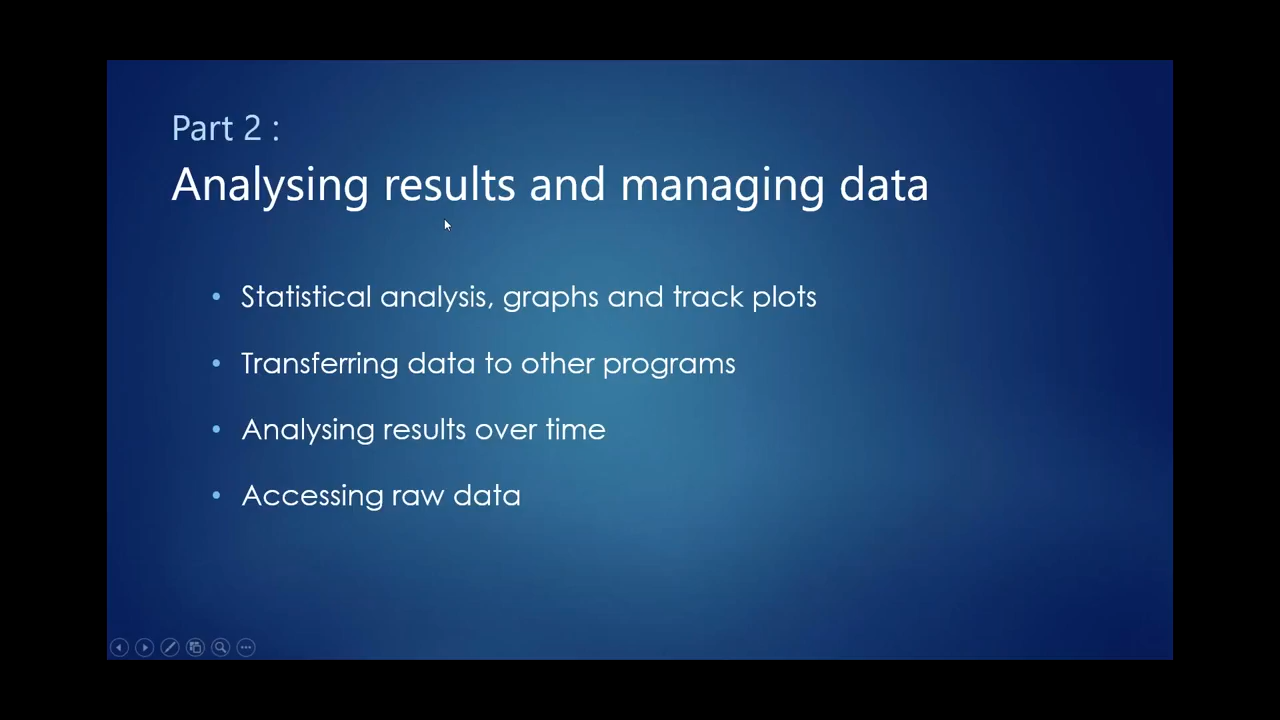 Part 2 :
Analysing results and managing data
• Statistical analysis, graphs and track plots
• Transferring data to other programs
• Analysing results over time
• Accessing raw data